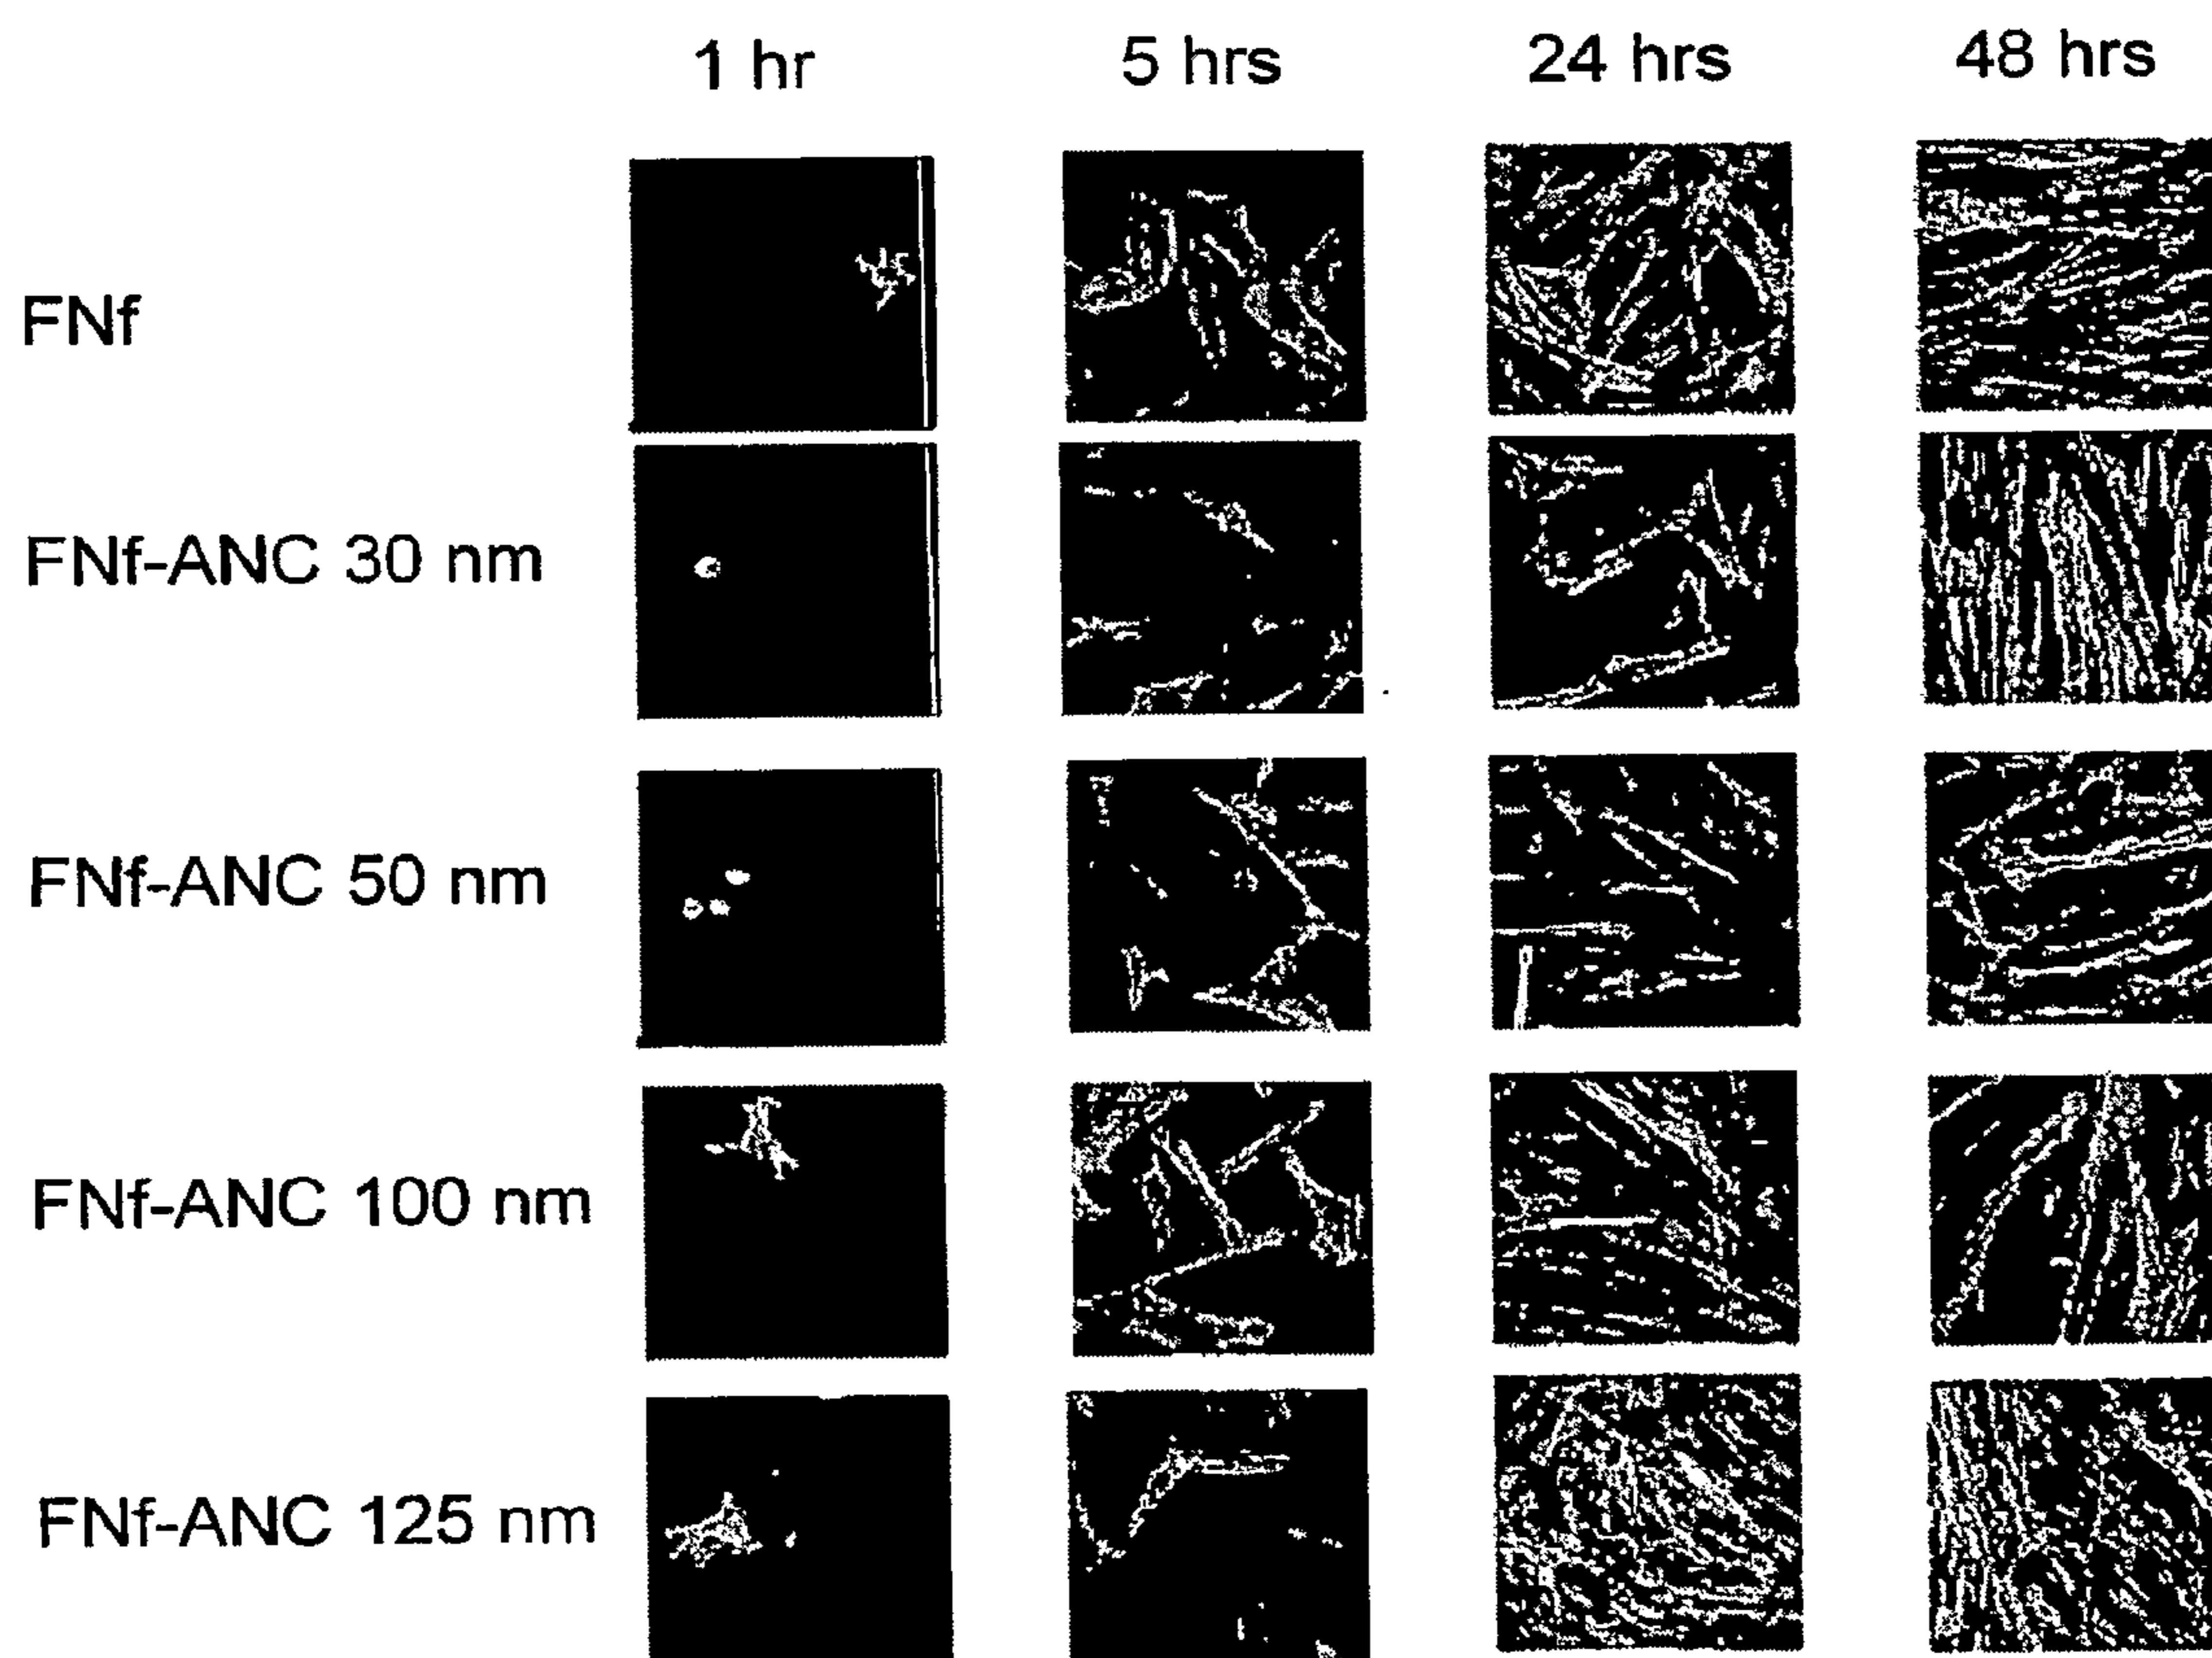 1 hr 5 hrs 24 hrs 48 hrs
FNf
FNf-ANC 30 nm
FNf-ANC 50 nm
FNf-ANC 100 nm
FNf-ANC 125 nm